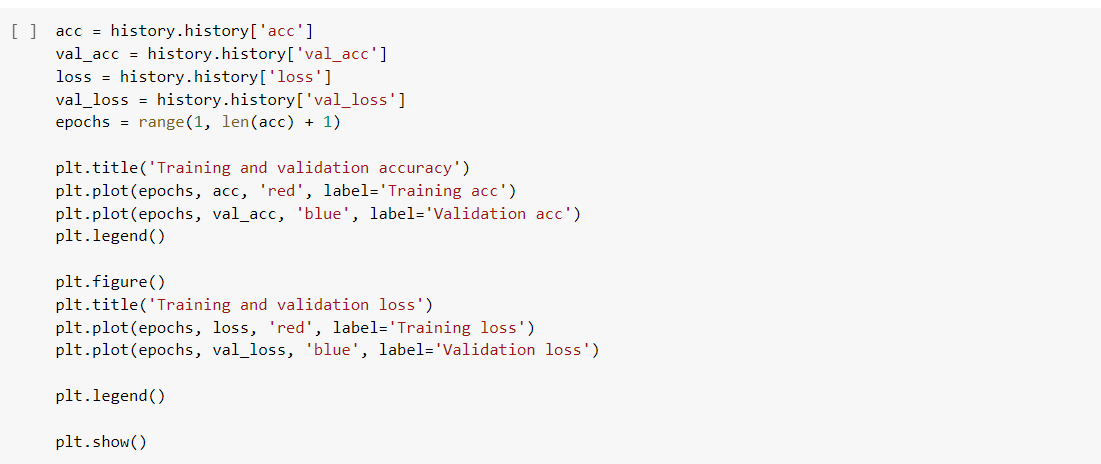 [ ] acc = history.history['acc']
val_acc = history.history['val_acc']
loss = history.history['loss']
val_loss = history.history['val_loss']
epochs = range(1, len(acc) + 1)
plt.title('Training and validation accuracy')
plt.plot(epochs, acc, 'red', label='Training acc')
plt.plot(epochs, val_acc, 'blue', label='Validation acc')
plt.legend()
plt.figure()
plt.title('Training and validation loss')
plt.plot(epochs, loss, 'red', label='Training loss')
plt.plot(epochs, val_loss, 'blue', label='Validation loss')
plt.legend()
plt.show()